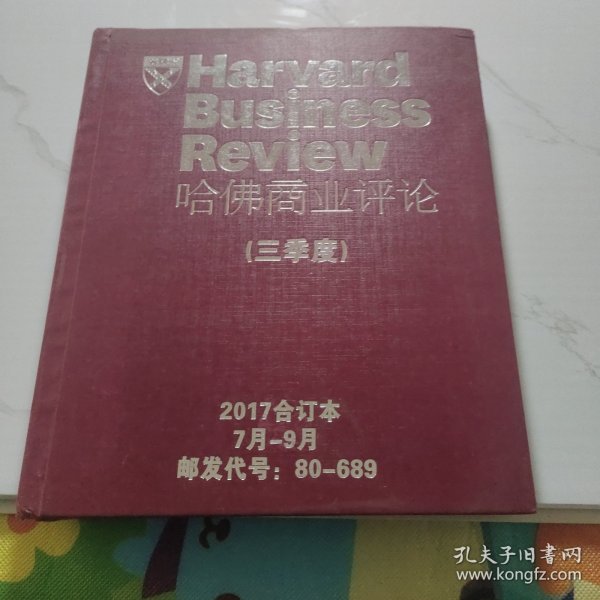 Harvard
Business
Review
哈佛商业评论
(三季度)
2017合订本
7月-9月
邮发代号：80-689
孔夫子旧书网
www.kongfz.com